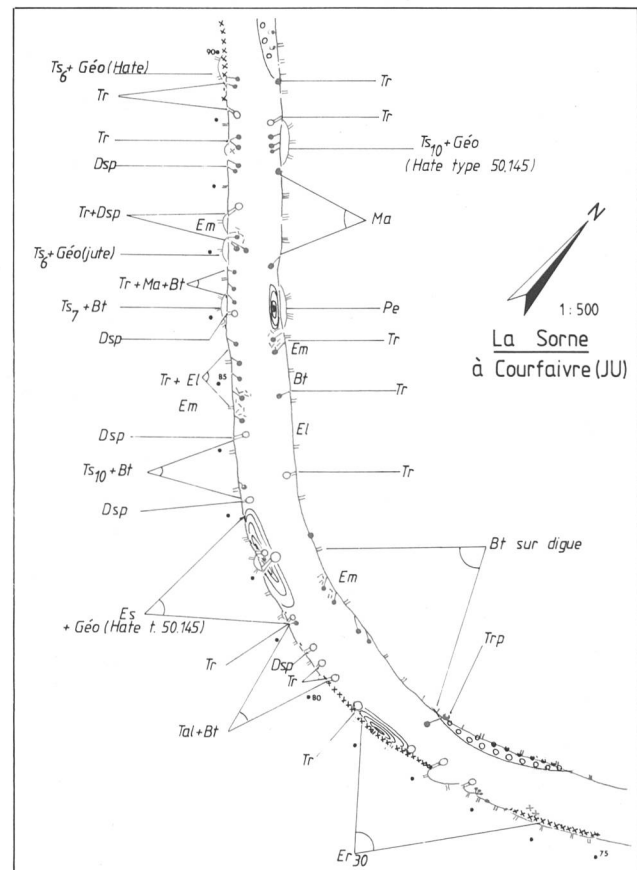 90
Ts6 + Géo (Hate)
Tr
Tr
Dsp
Tr+Dsp
Em
Ts6 + Géo(jute)
Tr + Ma + Bt
Ts7 + Bt
Dsp
85
Tr + El
Em
Dsp
Ts10 + Bt
Dsp
Es
+ Géo (Hate t. 50.145)
Tr
Dsp
Tr
80
Tal+Bt
Tr
Er30
75
Tr
Tr
Ts10 + Géo
(Hate type 50.145)
Ma
Pe
Tr
Em
Bt
Tr
El
Tr
Bt sur digue
Em
Trp
N
1:500
La Sorne
à Courfaivre (JU)